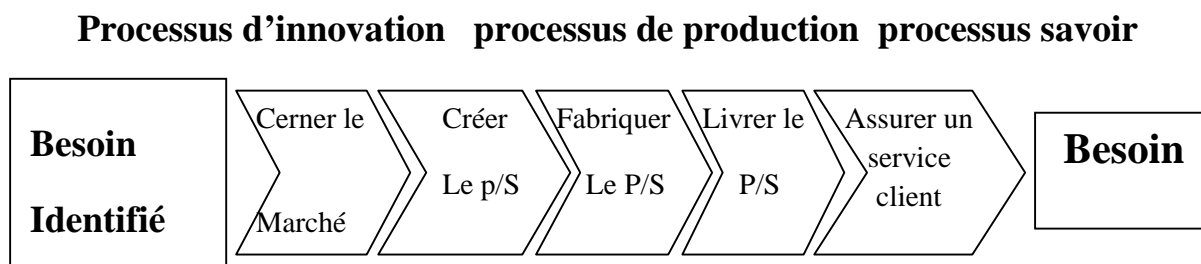 Processus d’innovation processus de production processus savoir
Besoin
Identifié
Cerner le
Marché
Créer
Le p/S
Fabriquer
Le P/S
Livrer le
P/S
Assurer un
service
client
Besoin